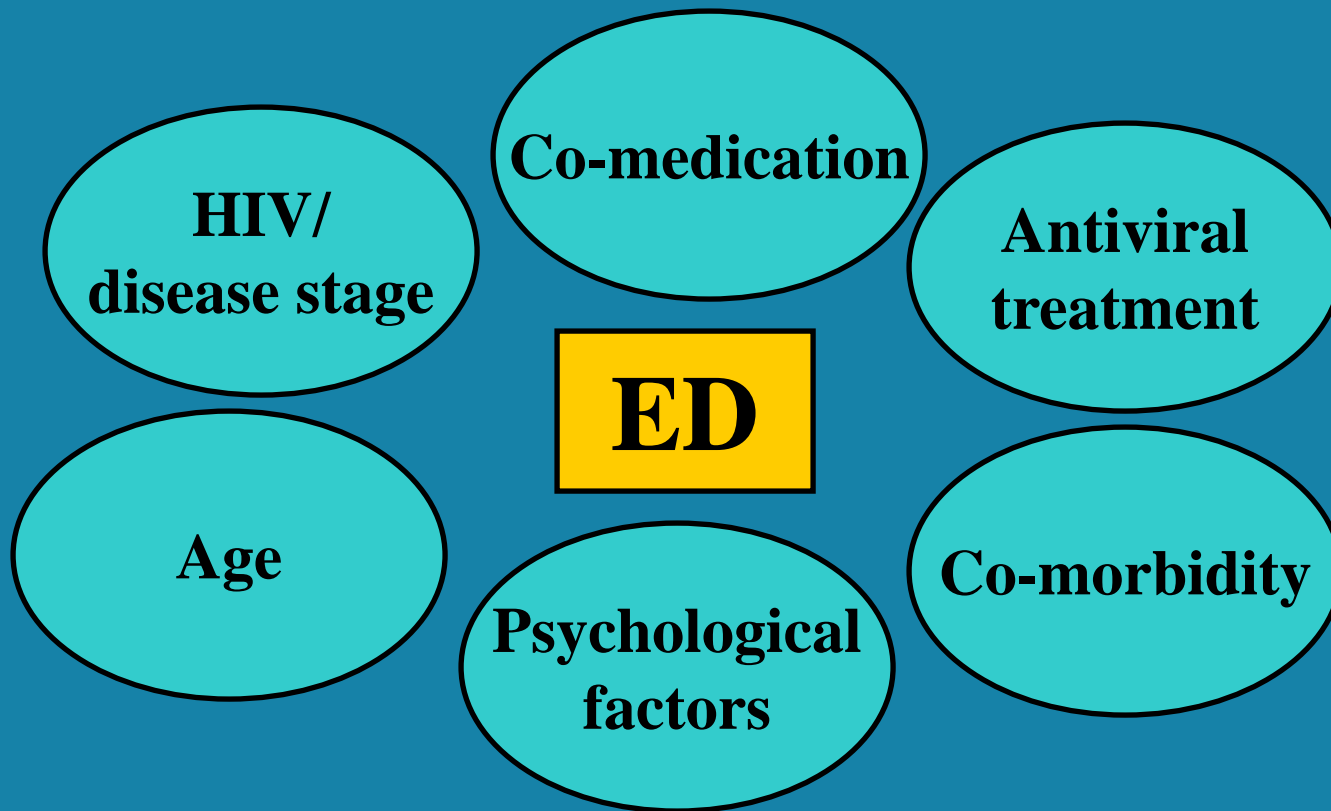 Co-medication
HIV/
disease stage
Antiviral
treatment
ED
Age
Co-morbidity
Psychological
factors